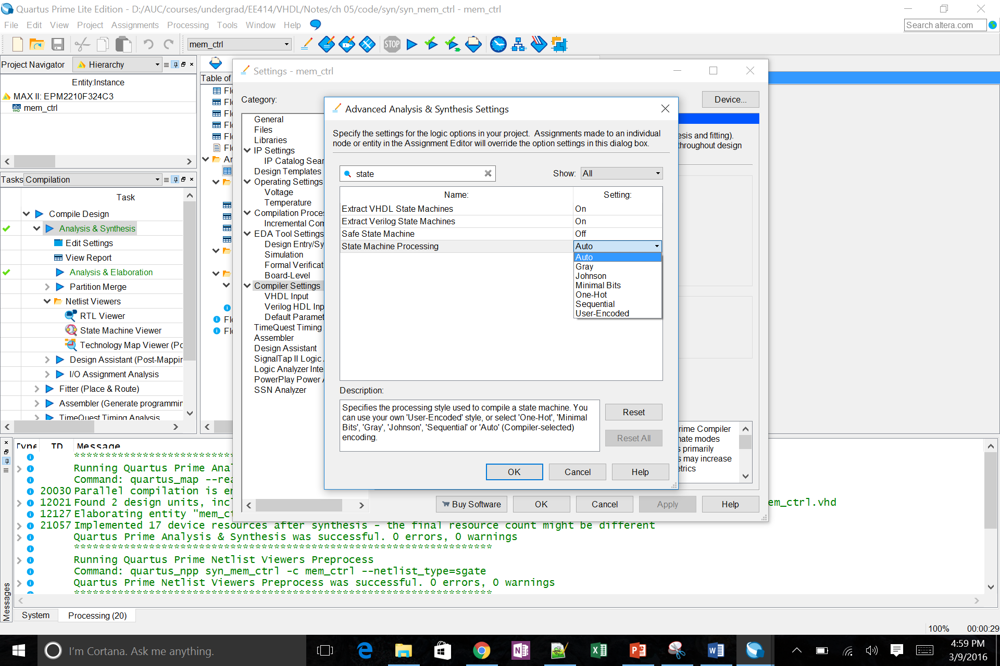 Quartus Prime Lite Edition - D:/AUC/courses/undergrad/EE414/VHDL/Notes/ch 05/code/syn/syn_mem_ctrl - mem_ctrl
File Edit View Project Assignments Processing Tools Window Help
Search altera.com
mem_ctrl
STOP
Project Navigator
Hierarchy
Entity:Instance
MAX II: EPM2210F324C3
mem_ctrl
Tasks
Compilation
Task
Compile Design
Analysis & Synthesis
Edit Settings
View Report
Analysis & Elaboration
Partition Merge
Netlist Viewers
RTL Viewer
State Machine Viewer
Technology Map Viewer (Po
Design Assistant (Post-Mappin
I/O Assignment Analysis
Fitter (Place & Route)
Assembler (Generate programmin
TimeQuest Timing Analysis
Table of
Flo
Flo
Flo
Flo
Flo
Flo
An
Flo
Flo
Settings - mem_ctrl
Category:
Device...
General
Files
Libraries
IP Settings
IP Catalog Sear
Design Templates
Operating Settings
Voltage
Temperature
Compilation Proces
Incremental Com
EDA Tool Settings
Design Entry/Sy
Simulation
Formal Verificat
Board-Level
Compiler Settings
VHDL Input
Verilog HDL Inp
Default Paramet
TimeQuest Timing
Assembler
Design Assistant
SignalTap II Logic
Logic Analyzer Inte
PowerPlay Power A
SSN Analyzer
esis and fitting).
hroughout design
rime Compiler
nate modes
s primarily
s may increase
etrics
Buy Software
OK
Cancel
Apply
Help
Advanced Analysis & Synthesis Settings
Specify the settings for the logic options in your project. Assignments made to an individual
node or entity in the Assignment Editor will override the option settings in this dialog box.
state
Show: All
Name: Setting:
Extract VHDL State Machines On
Extract Verilog State Machines On
Safe State Machine Off
State Machine Processing Auto
Auto
Gray
Johnson
Minimal Bits
One-Hot
Sequential
User-Encoded
Description:
Specifies the processing style used to compile a state machine. You
can use your own 'User-Encoded' style, or select 'One-Hot', 'Minimal
Bits', 'Gray', 'Johnson', 'Sequential' or 'Auto' (Compiler-selected)
encoding.
Reset
Reset All
OK
Cancel
Help
Type ID Message
Running Quartus Prime Anal
Command: quartus_map --rea
20030 Parallel compilation is en
12021 Found 2 design units, incl em_ctrl.vhd
12127 Elaborating entity "mem_ct
21057 Implemented 17 device resources after synthesis - the final resource count might be different
Quartus Prime Analysis & Synthesis was successful. 0 errors, 0 warnings
*******************************************************************
Running Quartus Prime Netlist Viewers Preprocess
Command: quartus_npp syn_mem_ctrl -c mem_ctrl --netlist_type=sgate
Quartus Prime Netlist Viewers Preprocess was successful. 0 errors, 0 warnings
*******************************************************************
Messages
System
Processing (20)
100% 00:00:29
I'm Cortana. Ask me anything.
4:59 PM
3/9/2016